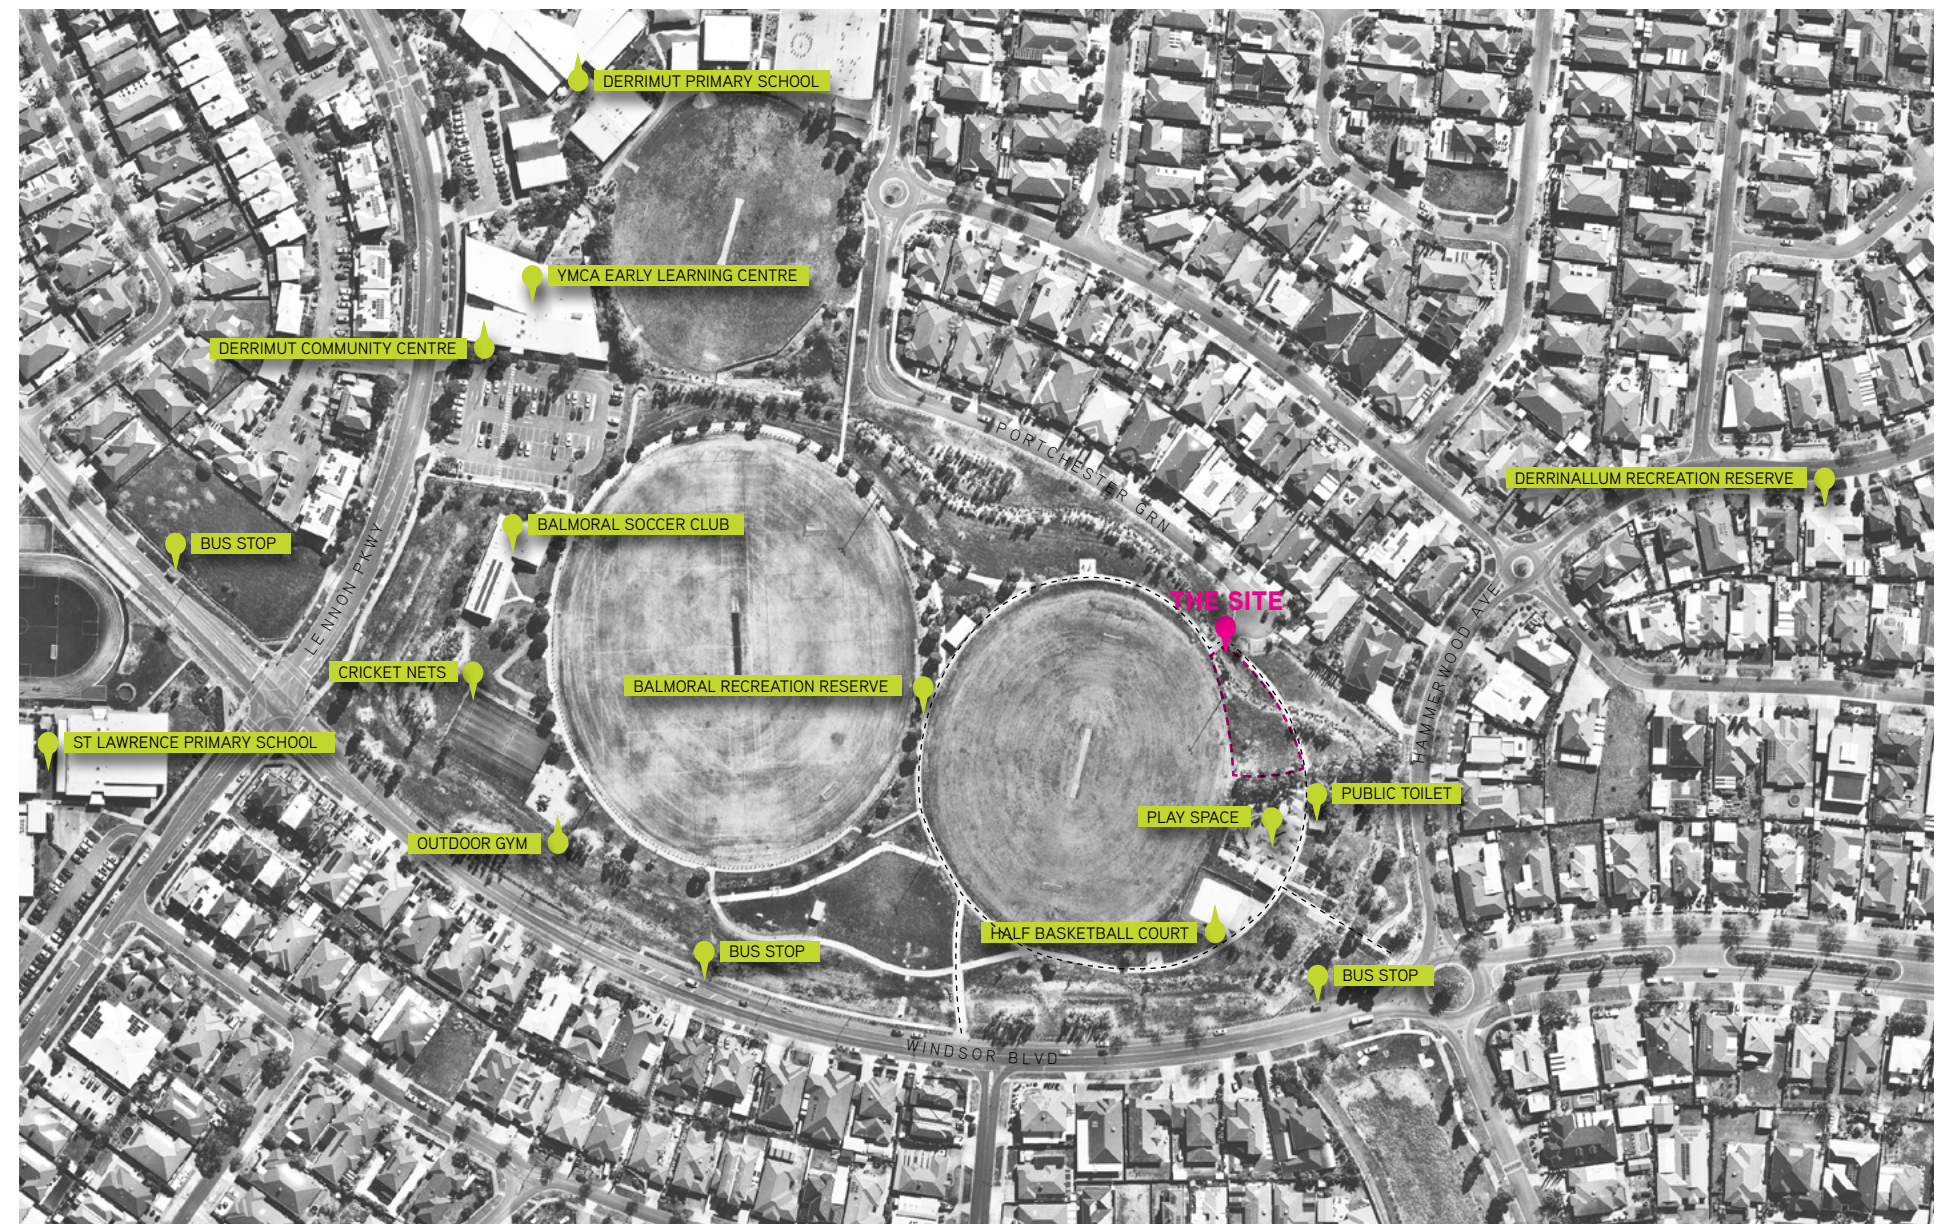 DERRIMUT PRIMARY SCHOOL
YMCA EARLY LEARNING CENTRE
DERRIMUT COMMUNITY CENTRE
PORTCHESTER GRN
DERRINALLUM RECREATION RESERVE
BALMORAL SOCCER CLUB
BUS STOP
LENNON PKWY
THE SITE
HAMMERWOOD AVE
CRICKET NETS
BALMORAL RECREATION RESERVE
ST LAWRENCE PRIMARY SCHOOL
PUBLIC TOILET
PLAY SPACE
OUTDOOR GYM
HALF BASKETBALL COURT
BUS STOP
BUS STOP
WINDSOR BLVD